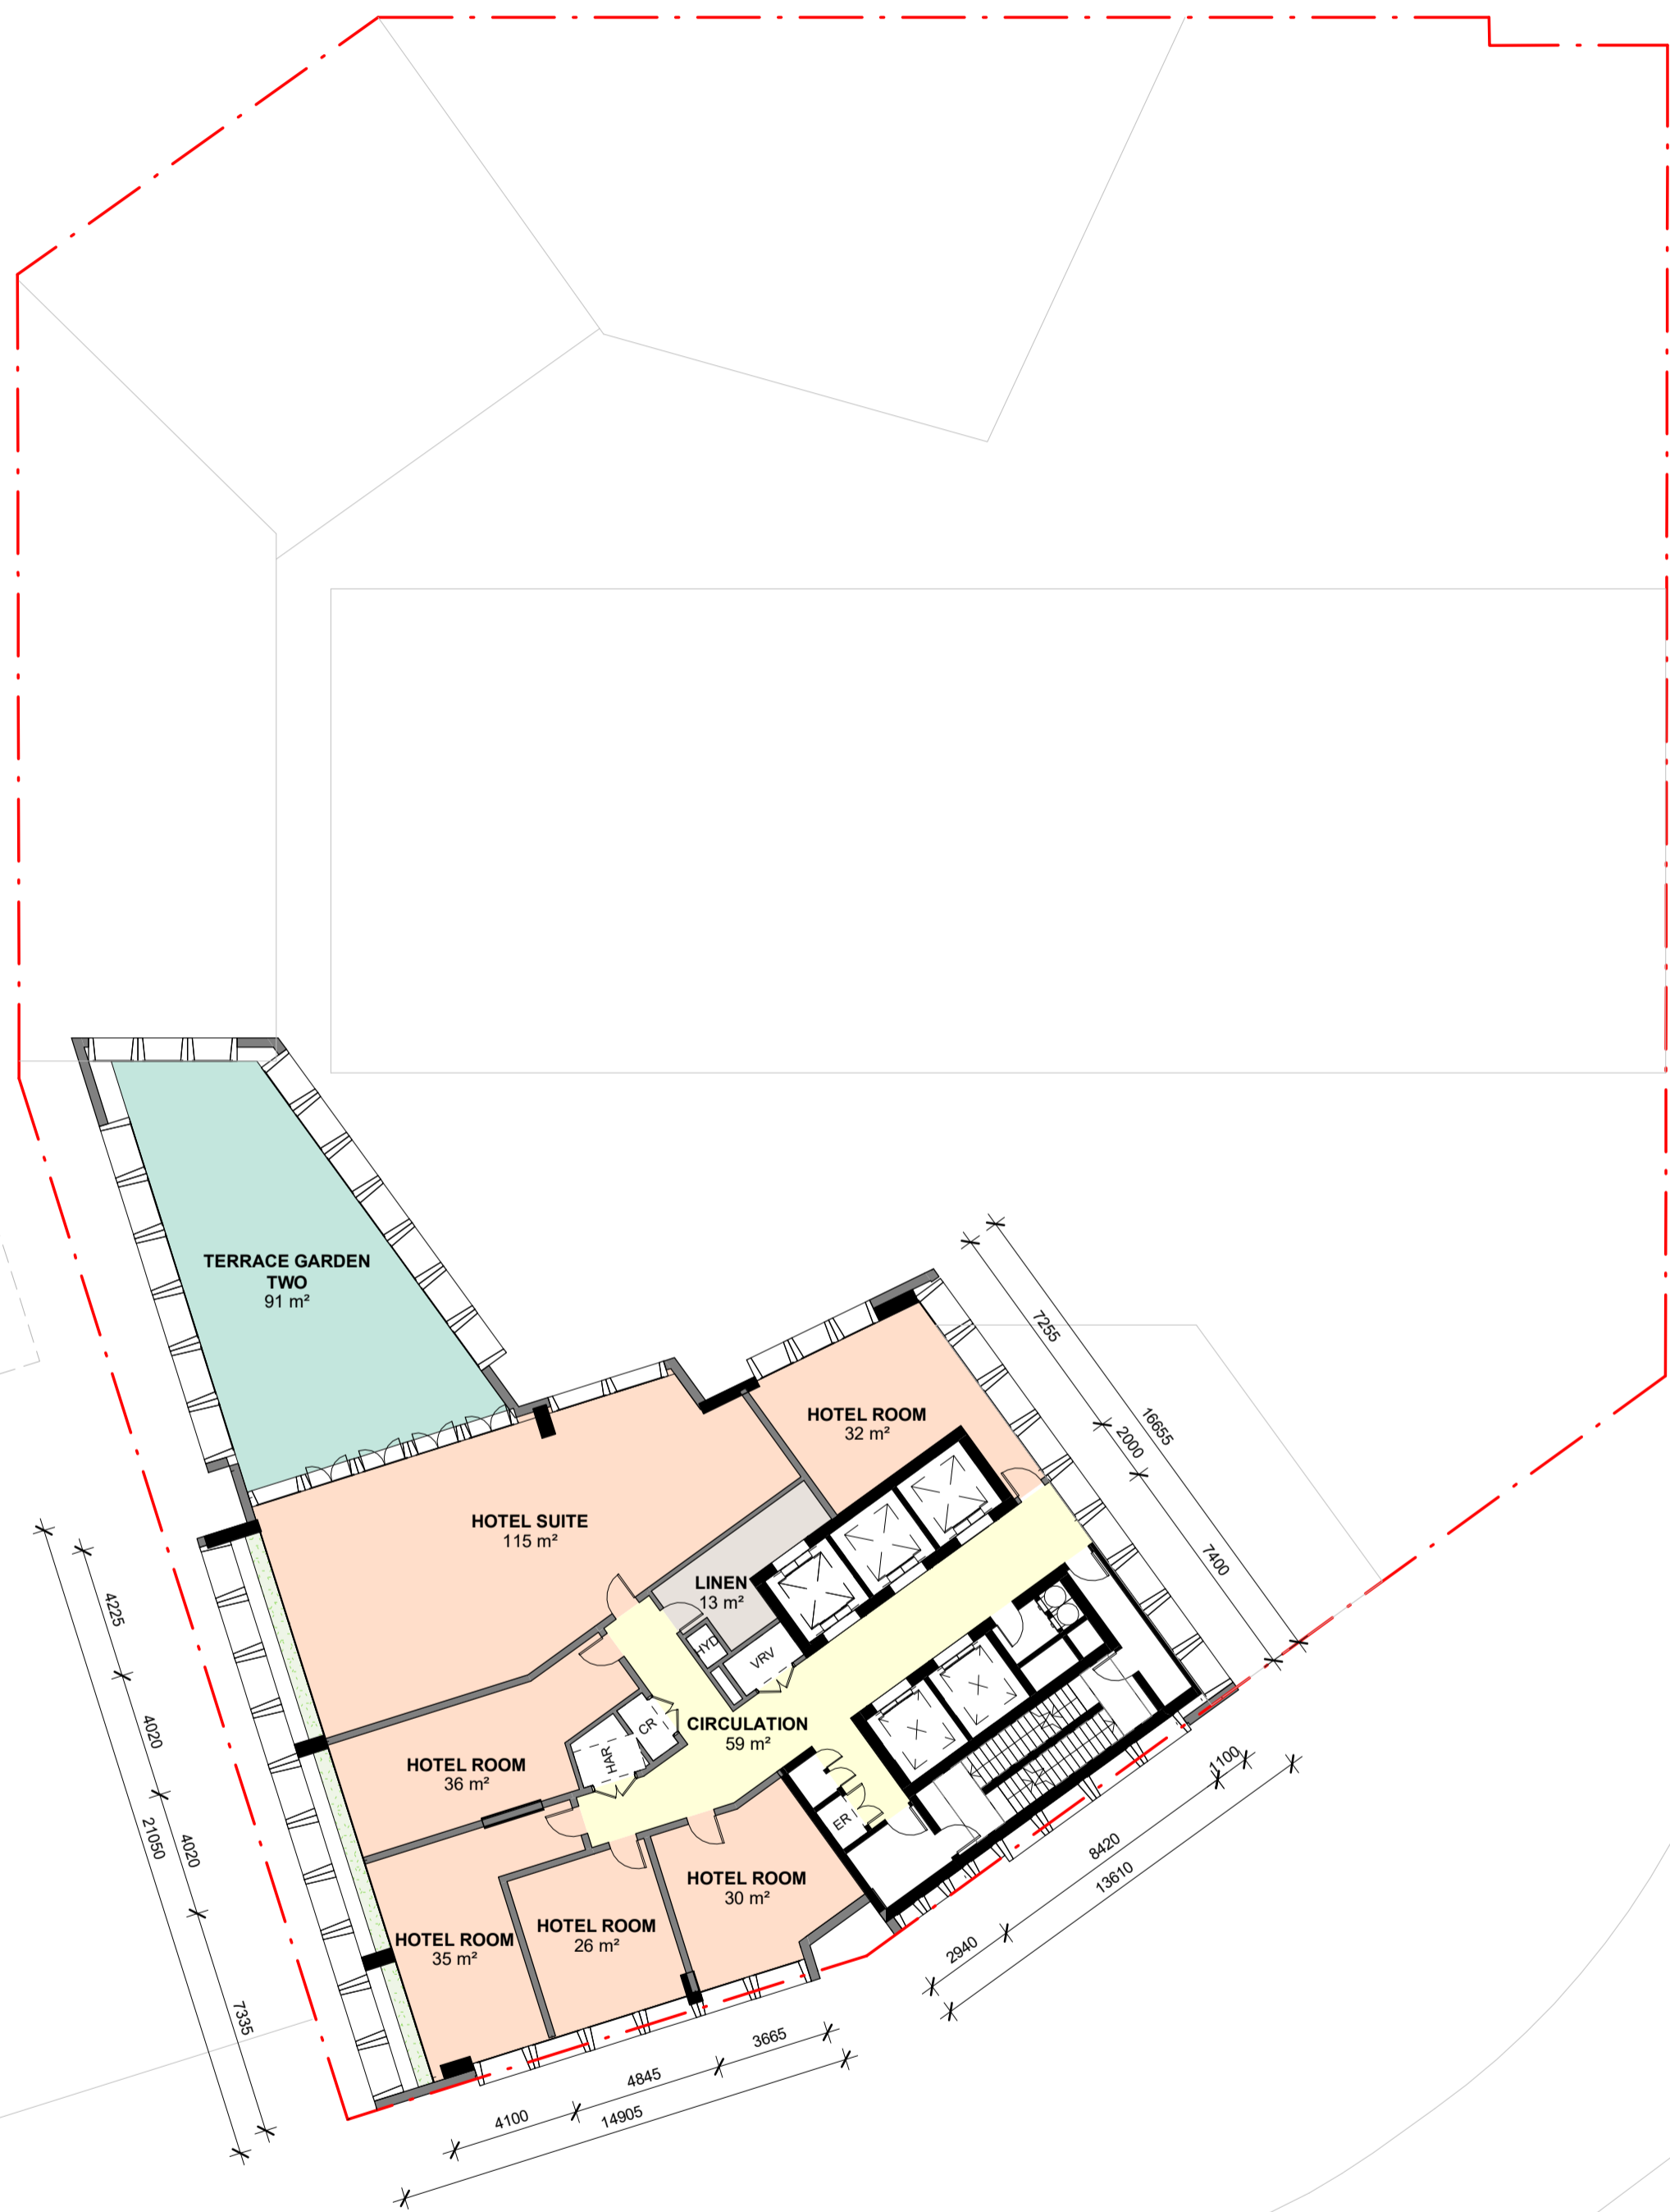 TERRACE GARDEN
TWO
91 m²
HOTEL ROOM
32 m²
HOTEL SUITE
115 m²
LINEN
13 m²
HYD
VRV
CIRCULATION
59 m²
CR
HAR
HOTEL ROOM
36 m²
ER
HOTEL ROOM
30 m²
HOTEL ROOM
26 m²
HOTEL ROOM
35 m²
7255
2000
7400
16655
4225
4020
4020
7335
21050
1100
8420
2940
13610
3665
4845
4100
14905